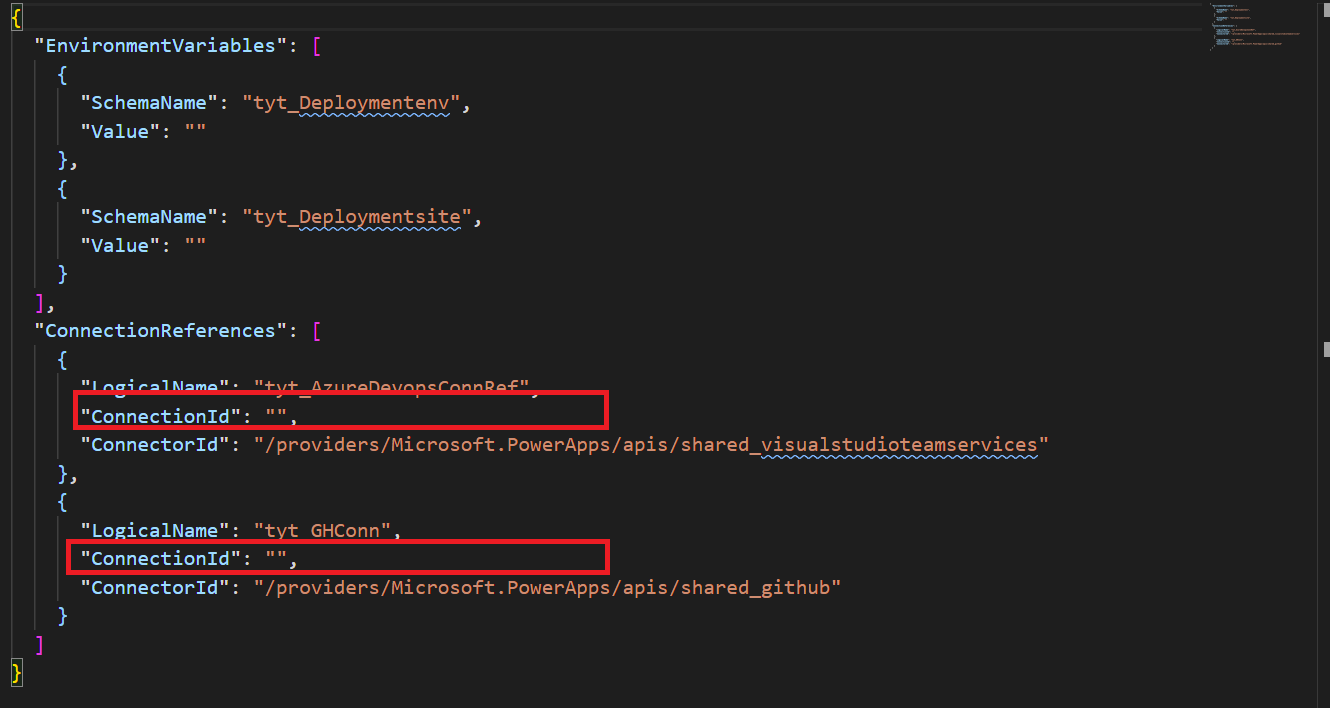 {
"EnvironmentVariables": [
{
"SchemaName": "tyt_Deploymentenv",
"Value": ""
},
{
"SchemaName": "tyt_Deploymentsite",
"Value": ""
}
],
"ConnectionReferences": [
{
"LogicalName": "tyt_AzureDevopsConnRef",
"ConnectionId": "",
"ConnectorId": "/providers/Microsoft.PowerApps/apis/shared_visualstudioteamservices"
},
{
"LogicalName": "tyt_GHConn",
"ConnectionId": "",
"ConnectorId": "/providers/Microsoft.PowerApps/apis/shared_github"
}
]
}